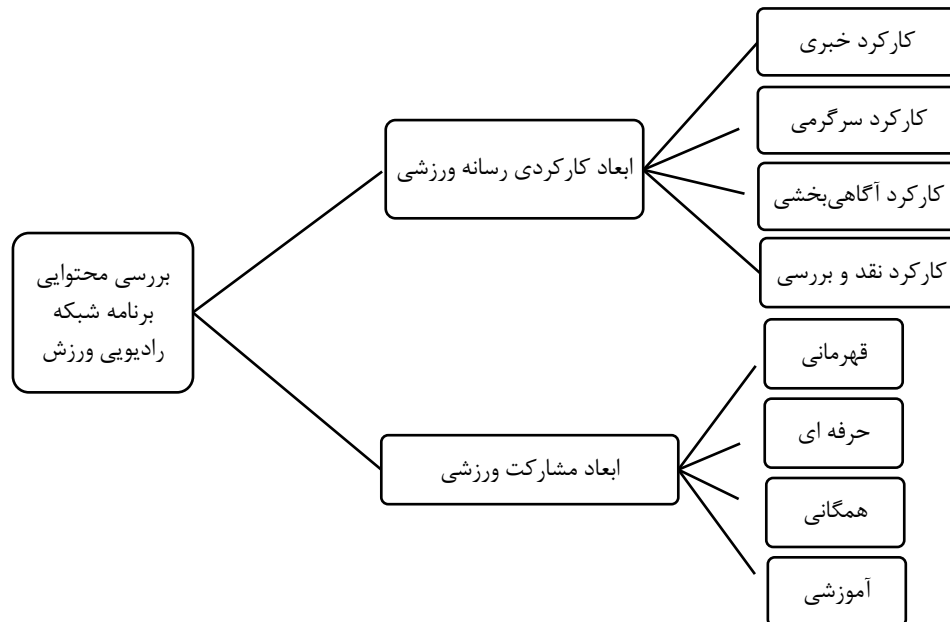 بررسی محتوایی
برنامه شبکه
رادیویی ورزش
ابعاد کارکردی رسانه ورزشی
کارکرد خبری
کارکرد سرگرمی
کارکرد آگاهی‌بخشی
کارکرد نقد و بررسی
ابعاد مشارکت ورزشی
قهرمانی
حرفه ای
همگانی
آموزشی